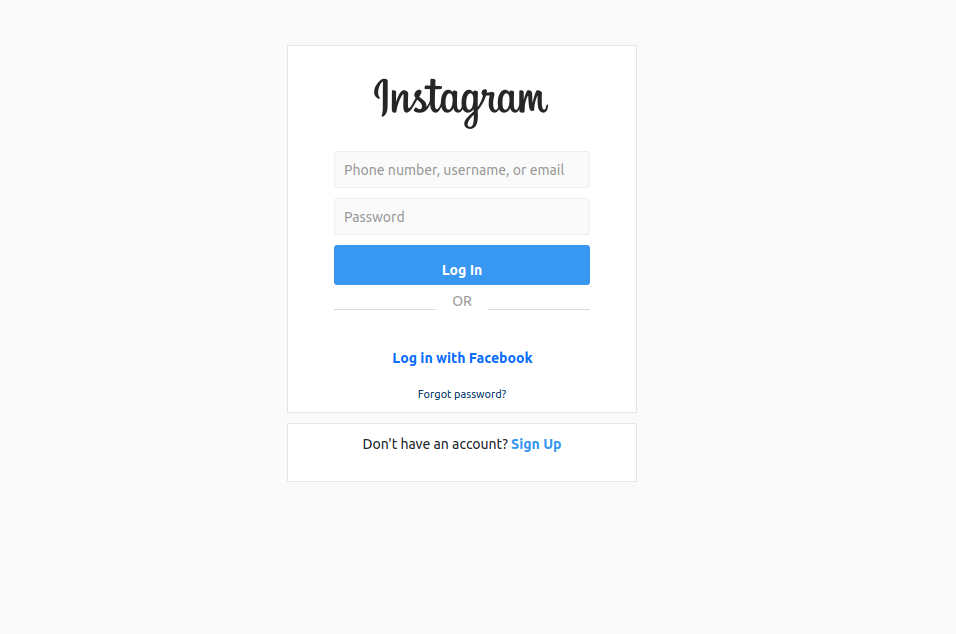 Instagram
Phone number, username, or email
Password
Log In
OR
Log in with Facebook
Forgot password?
Don't have an account? Sign Up